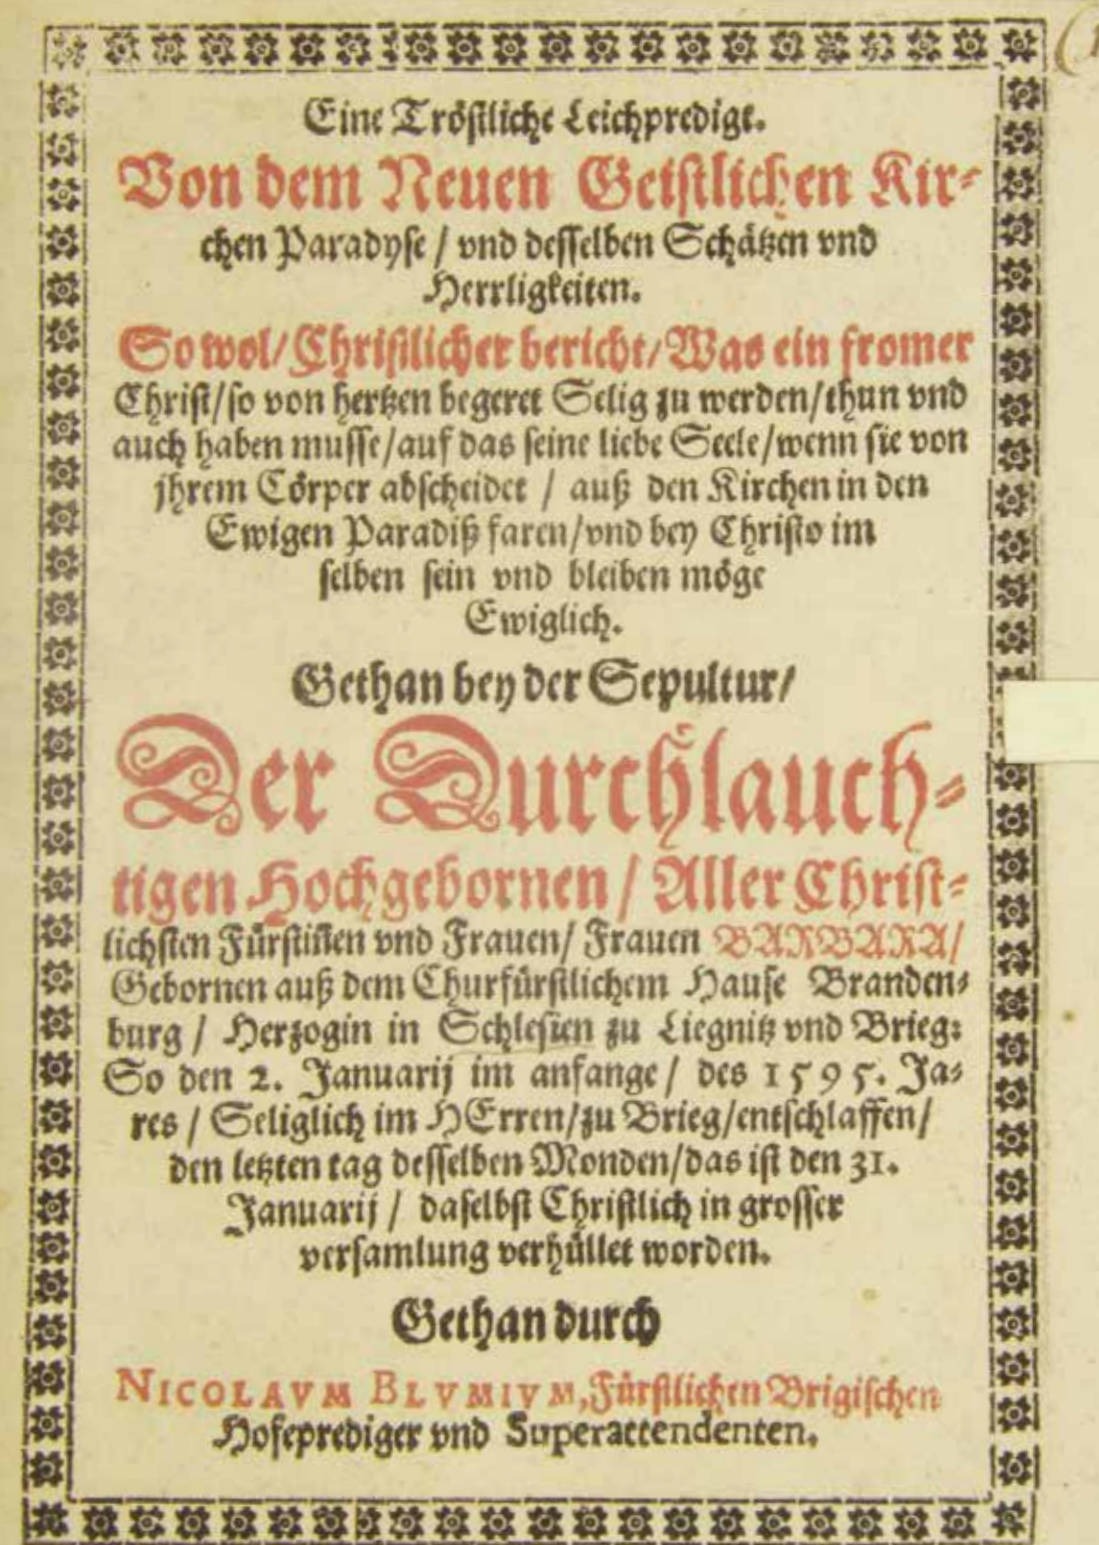 Eine Tröstliche Leichpredigt.
Von dem Neuen Geistlichen Kir-
chen Paradyse / vnd desselben Schätzen vnd
Herrligkeiten.
So wol/ Christlicher bericht/ Was ein fromer
Christ/ so von hertzen begeret Selig zu werden/ thun vnd
auch haben musse/ auf das seine liebe Seele/ wenn sie von
jhrem Cörper abscheidet / auß den Kirchen in den
Ewigen Paradiß faren/ vnd bey Christo im
selben sein vnd bleiben möge
Ewiglich.
Gethan bey der Sepultur/
Der Durchlauch-
tigen Hochgebornen / Aller Christ-
lichsten Fürstiñen vnd Frauen/ Frauen BARBARA/
Gebornen auß dem Churfürstlichem Hause Branden-
burg / Herzogin in Schlesien zu Liegnitz vnd Brieg:
So den 2. Januarij im anfange / des 1595. Ja-
res / Seliglich im HErren/ zu Brieg/ entschlaffen/
den letzten tag desselben Monden/ das ist den 31.
Januarij / daselbst Christlich in grosser
versamlung verhüllet worden.
Gethan durch
NICOLAVM BLVMIVM, Fürstlichen Brigischen
Hofeprediger vnd Superattendenten.